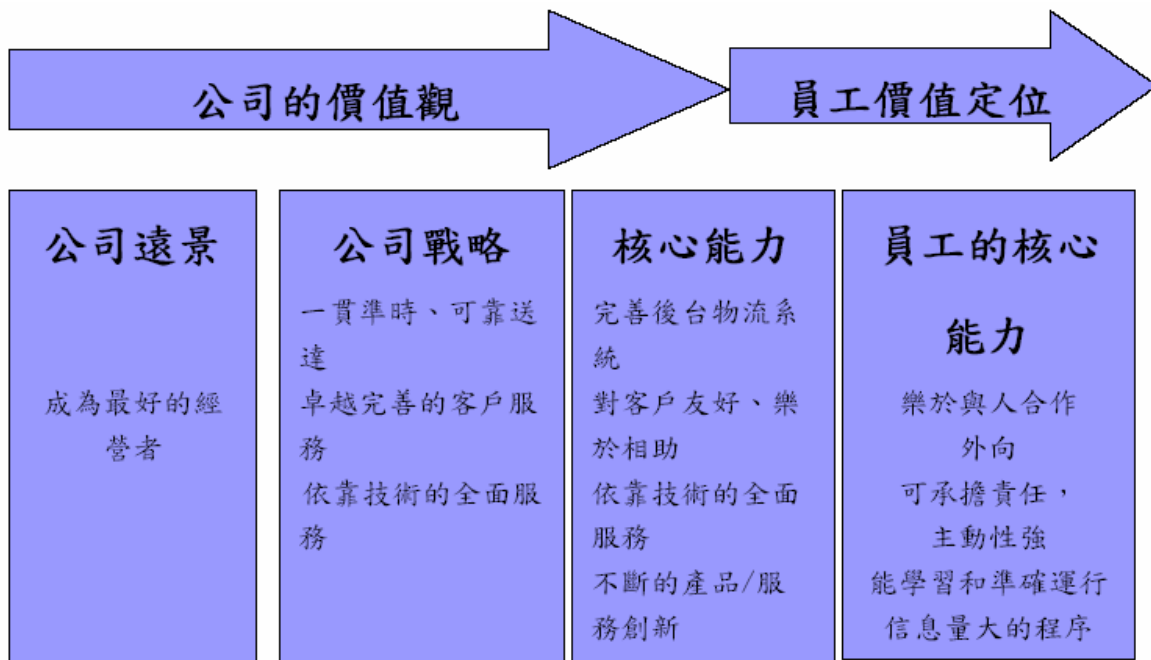 公司的價值觀
員工價值定位
公司遠景
成為最好的經
營者
公司戰略
一貫準時、可靠送
達
卓越完善的客戶服
務
依靠技術的全面服
務
核心能力
完善後台物流系
統
對客戶友好、樂
於相助
依靠技術的全面
服務
不斷的產品/服
務創新
員工的核心
能力
樂於與人合作
外向
可承擔責任，
主動性強
能學習和準確運行
信息量大的程序